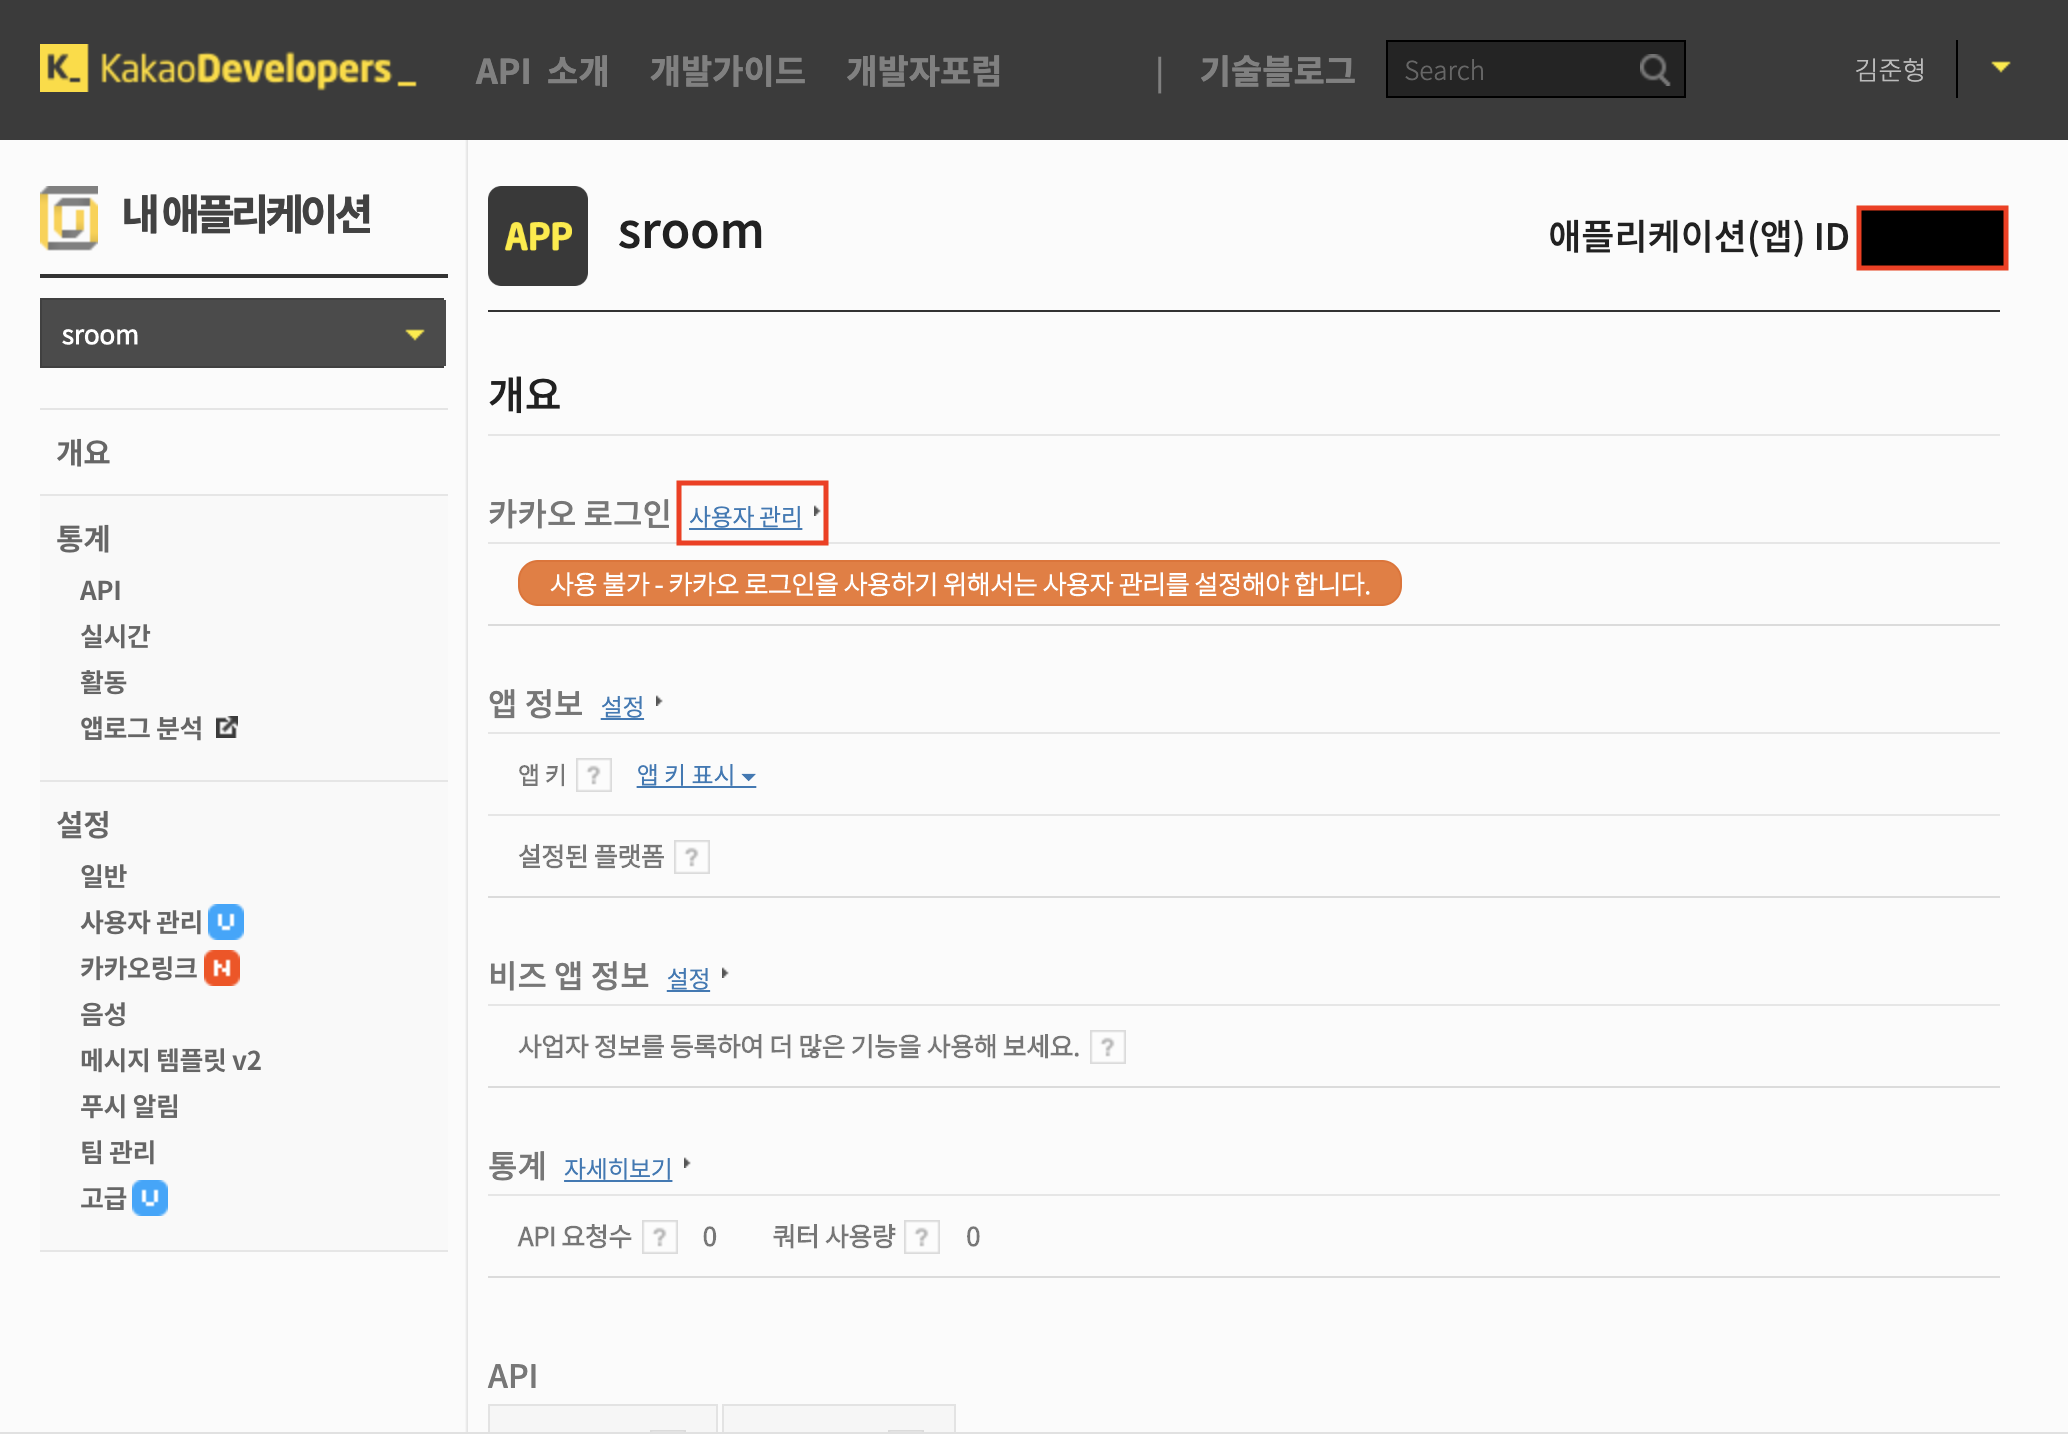 K_ KakaoDevelopers_
API 소개 개발가이드 개발자포럼 | 기술블로그 Search 김준형
내 애플리케이션
sroom
개요
통계
API
실시간
활동
앱로그 분석
설정
일반
사용자 관리 U
카카오링크 N
음성
메시지 템플릿 v2
푸시 알림
팀 관리
고급 U
APP sroom 애플리케이션(앱) ID
개요
카카오 로그인 사용자 관리
사용 불가 - 카카오 로그인을 사용하기 위해서는 사용자 관리를 설정해야 합니다.
앱 정보 설정
앱 키 ? 앱 키 표시
설정된 플랫폼 ?
비즈 앱 정보 설정
사업자 정보를 등록하여 더 많은 기능을 사용해 보세요. ?
통계 자세히보기
API 요청수 ? 0 쿼터 사용량 ? 0
API